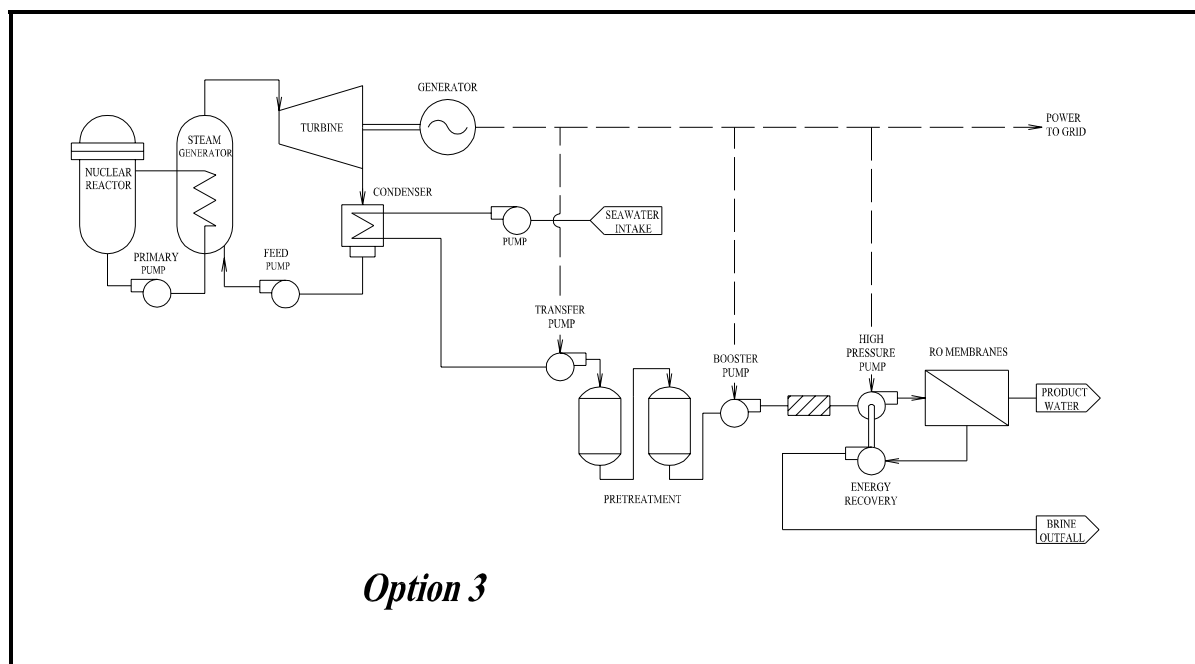 GENERATOR
POWER
TO GRID
TURBINE
STEAM
GENERATOR
NUCLEAR
REACTOR
CONDENSER
SEAWATER
INTAKE
PUMP
PRIMARY
PUMP
FEED
PUMP
TRANSFER
PUMP
BOOSTER
PUMP
HIGH
PRESSURE
PUMP
RO MEMBRANES
PRODUCT
WATER
PRETREATMENT
ENERGY
RECOVERY
BRINE
OUTFALL
Option 3